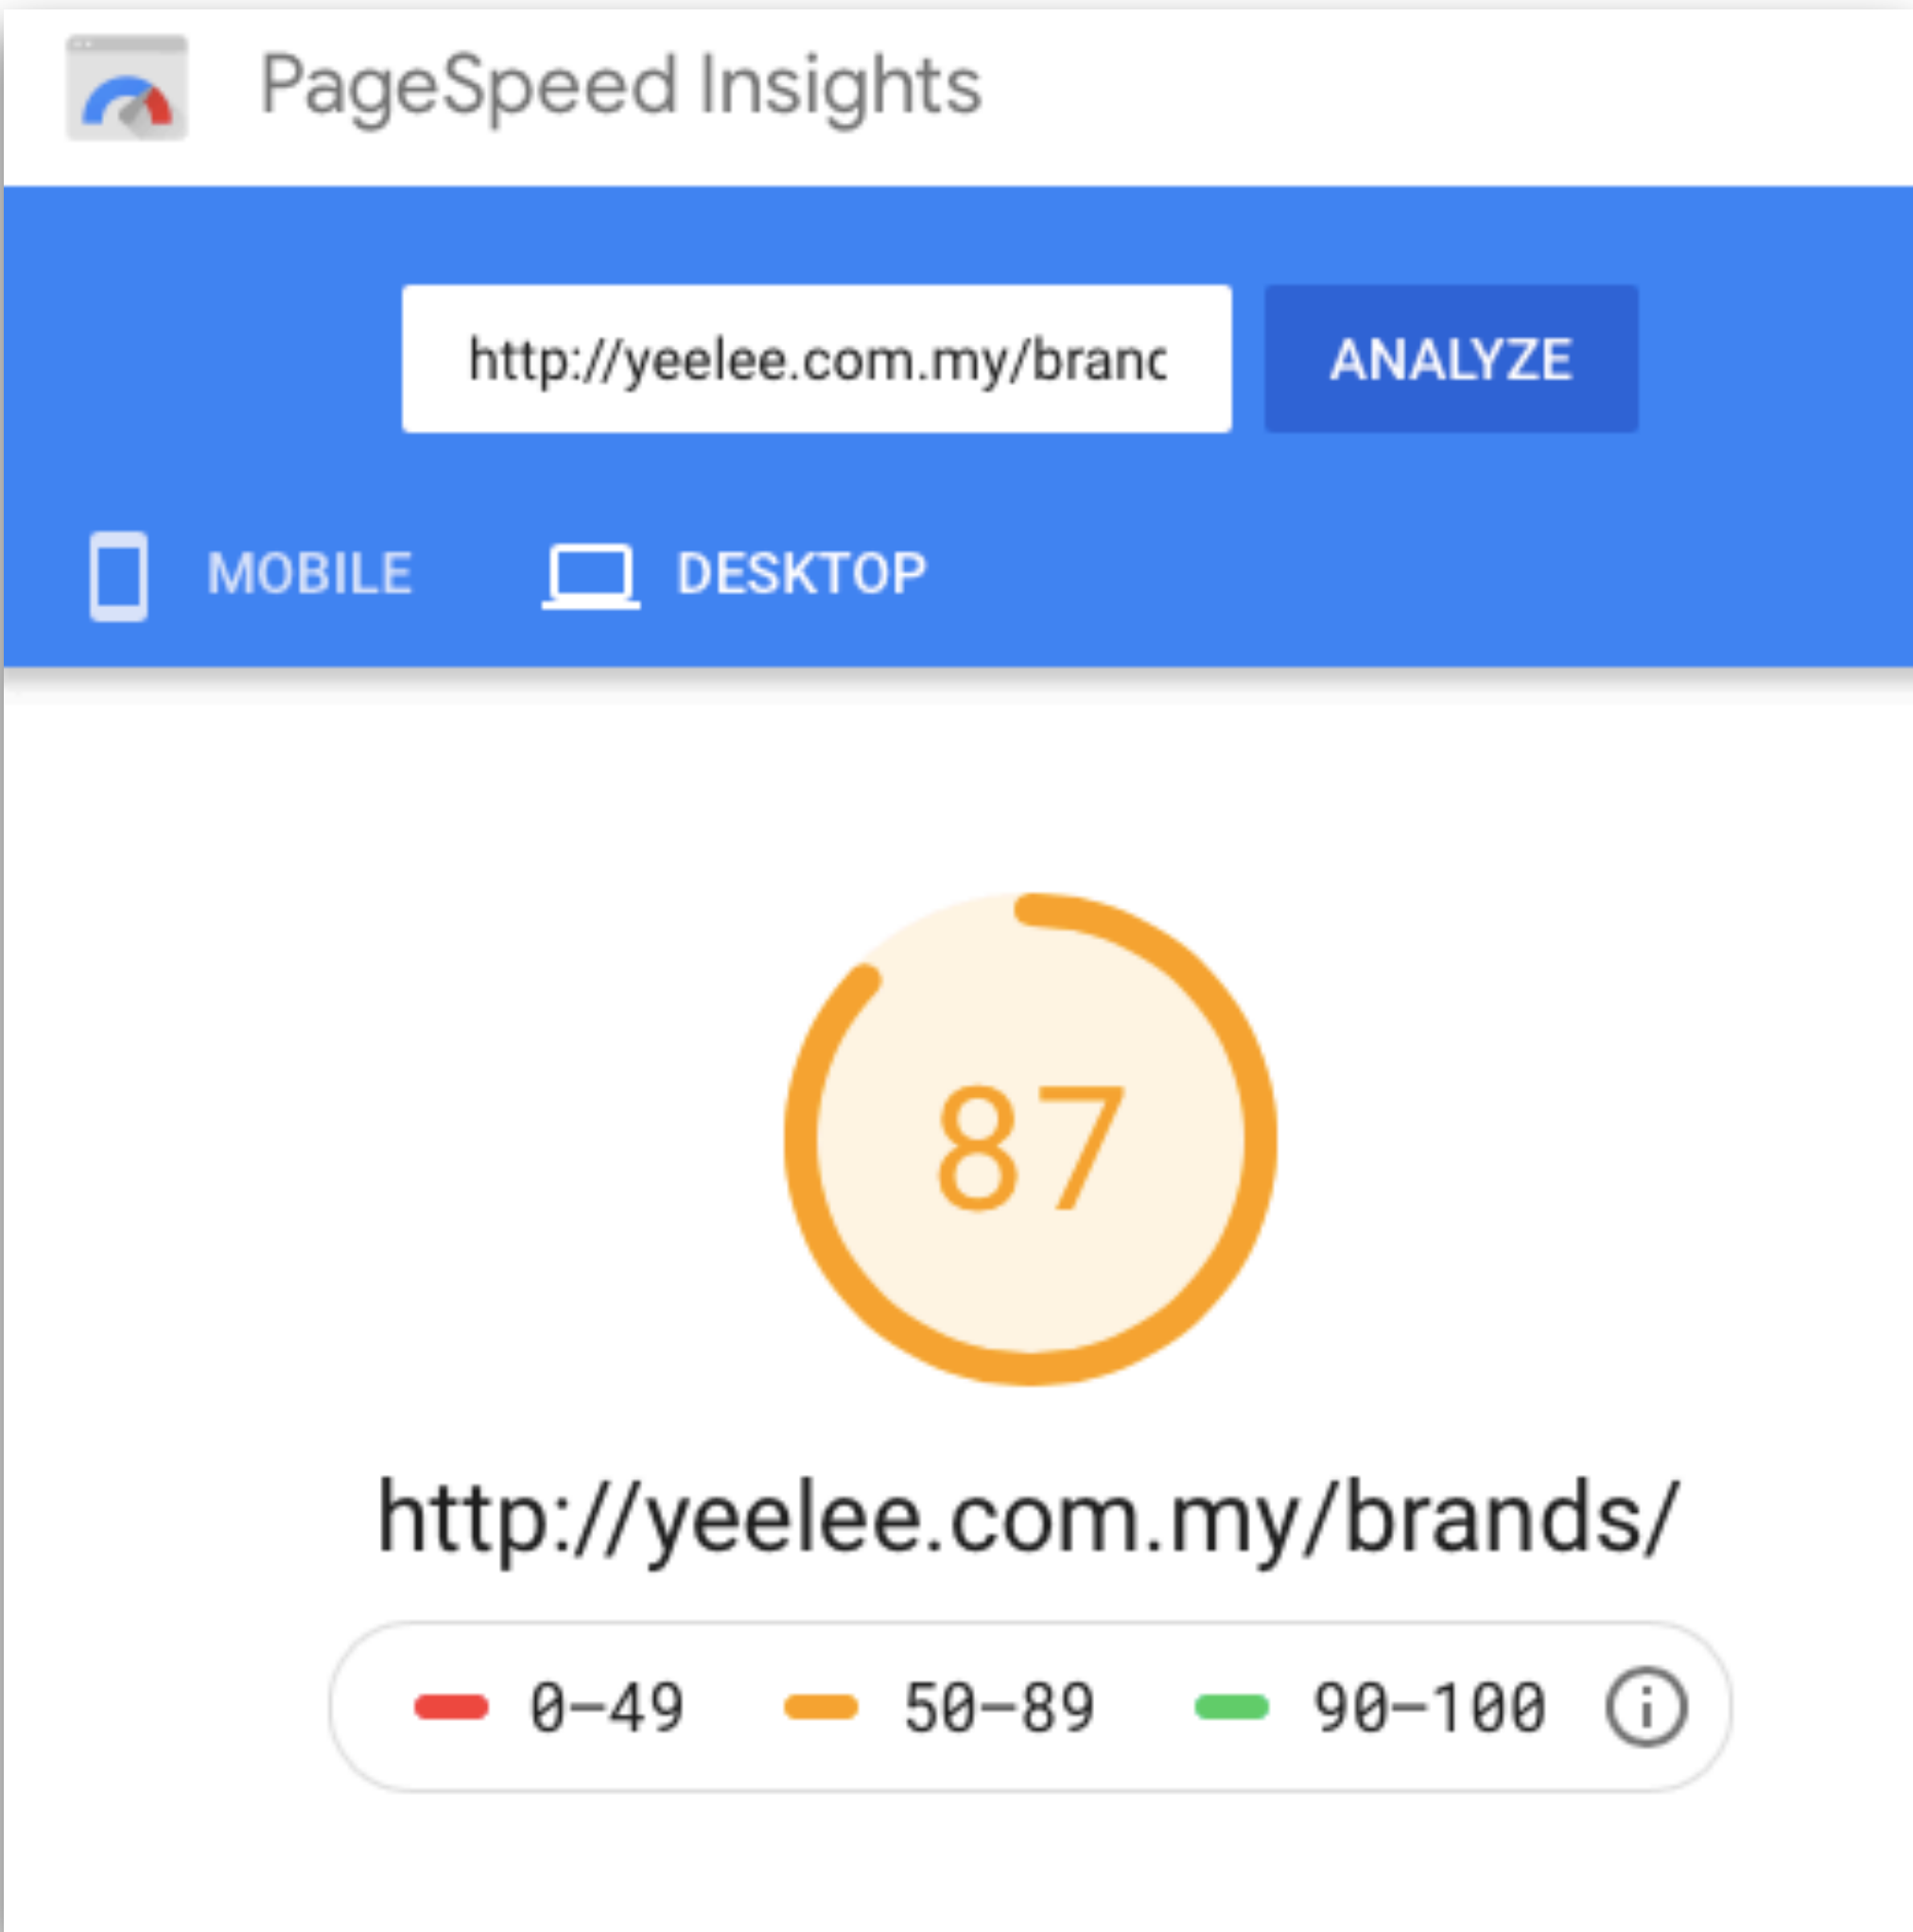 PageSpeed Insights
http://yeelee.com.my/branc
ANALYZE
MOBILE DESKTOP
87
http://yeelee.com.my/brands/
0–49 50–89 90–100